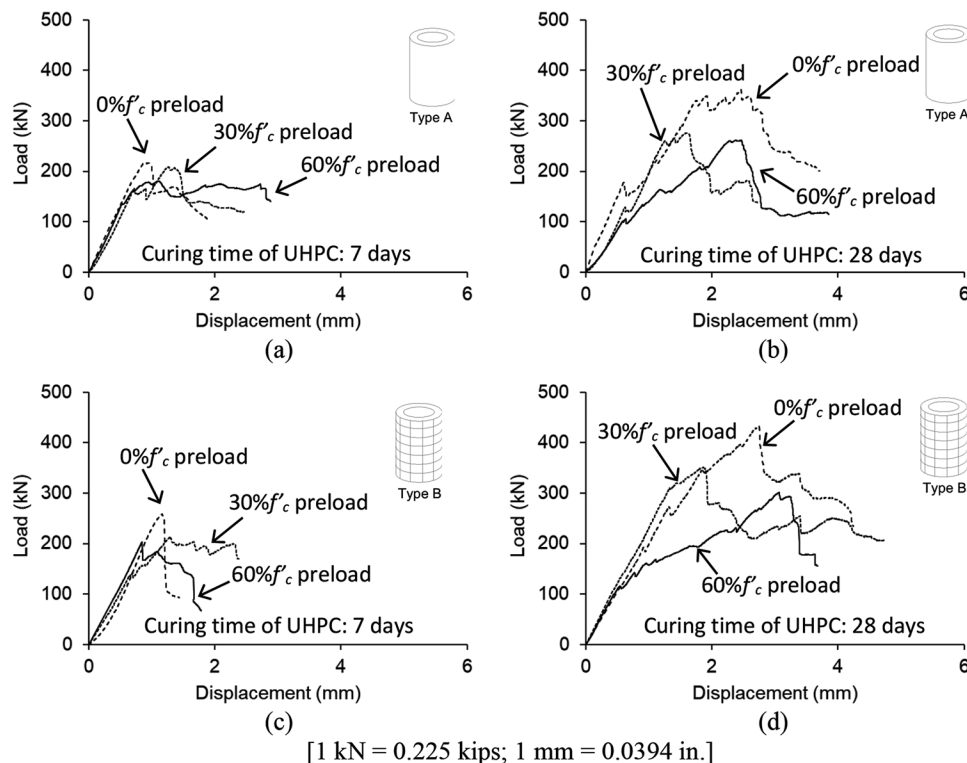 500
400
300
200
100
0
Load (kN)
0%f'c preload
30%f'c preload
60%f'c preload
Type A
Curing time of UHPC: 7 days
0 2 4 6
Displacement (mm)
(a)
500
400
300
200
100
0
Load (kN)
30%f'c preload
0%f'c preload
60%f'c preload
Type A
Curing time of UHPC: 28 days
0 2 4 6
Displacement (mm)
(b)
500
400
300
200
100
0
Load (kN)
0%f'c preload
30%f'c preload
60%f'c preload
Type B
Curing time of UHPC: 7 days
0 2 4 6
Displacement (mm)
(c)
500
400
300
200
100
0
Load (kN)
30%f'c preload
0%f'c preload
60%f'c preload
Type B
Curing time of UHPC: 28 days
0 2 4 6
Displacement (mm)
(d)
[1 kN = 0.225 kips; 1 mm = 0.0394 in.]